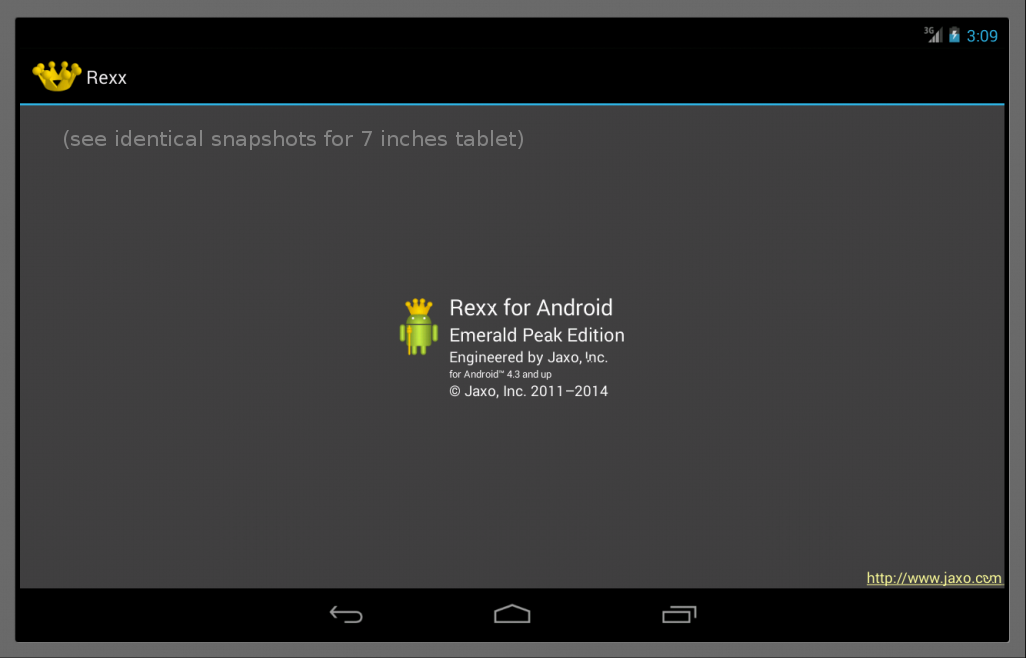 3G
3:09
Rexx
(see identical snapshots for 7 inches tablet)
Rexx for Android
Emerald Peak Edition
Engineered by Jaxo, Inc.
for Android™ 4.3 and up
© Jaxo, Inc. 2011–2014
http://www.jaxo.com